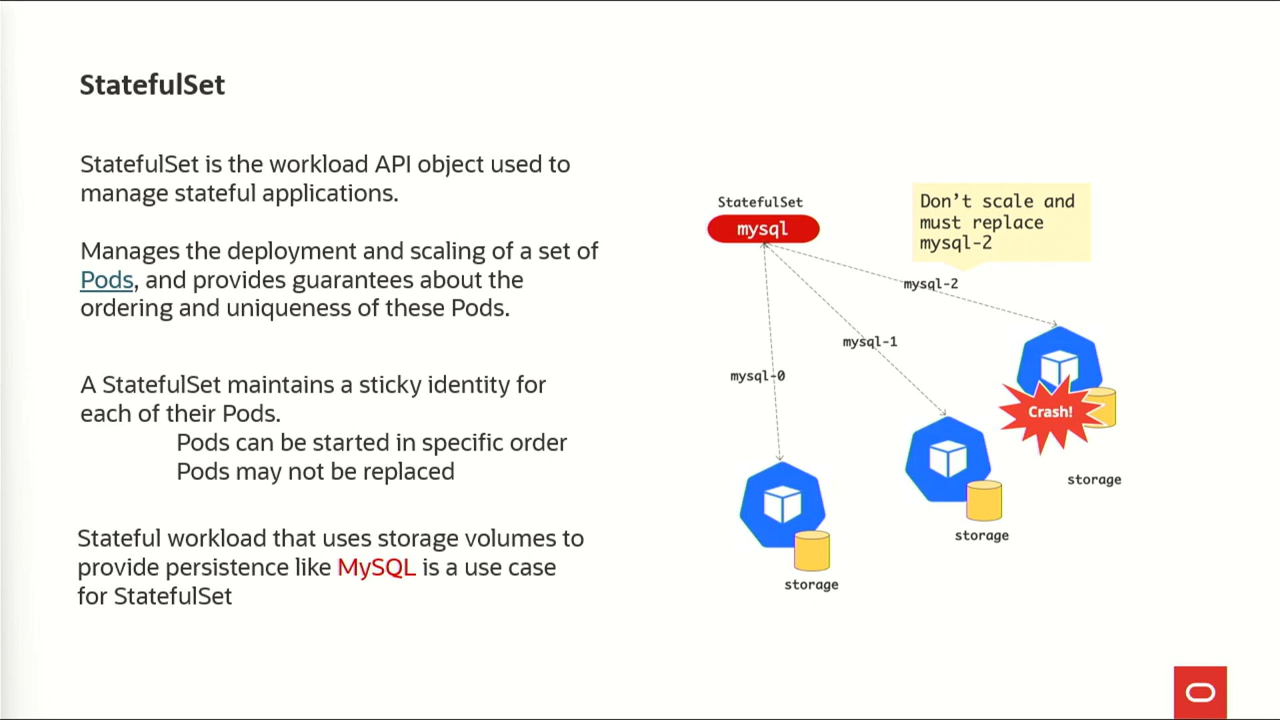 StatefulSet
StatefulSet is the workload API object used to
manage stateful applications.
Manages the deployment and scaling of a set of
Pods, and provides guarantees about the
ordering and uniqueness of these Pods.
A StatefulSet maintains a sticky identity for
each of their Pods.
Pods can be started in specific order
Pods may not be replaced
Stateful workload that uses storage volumes to
provide persistence like MySQL is a use case
for StatefulSet
StatefulSet
mysql
Don't scale and
must replace
mysql-2
mysql-2
mysql-1
mysql-0
Crash!
storage
storage
storage